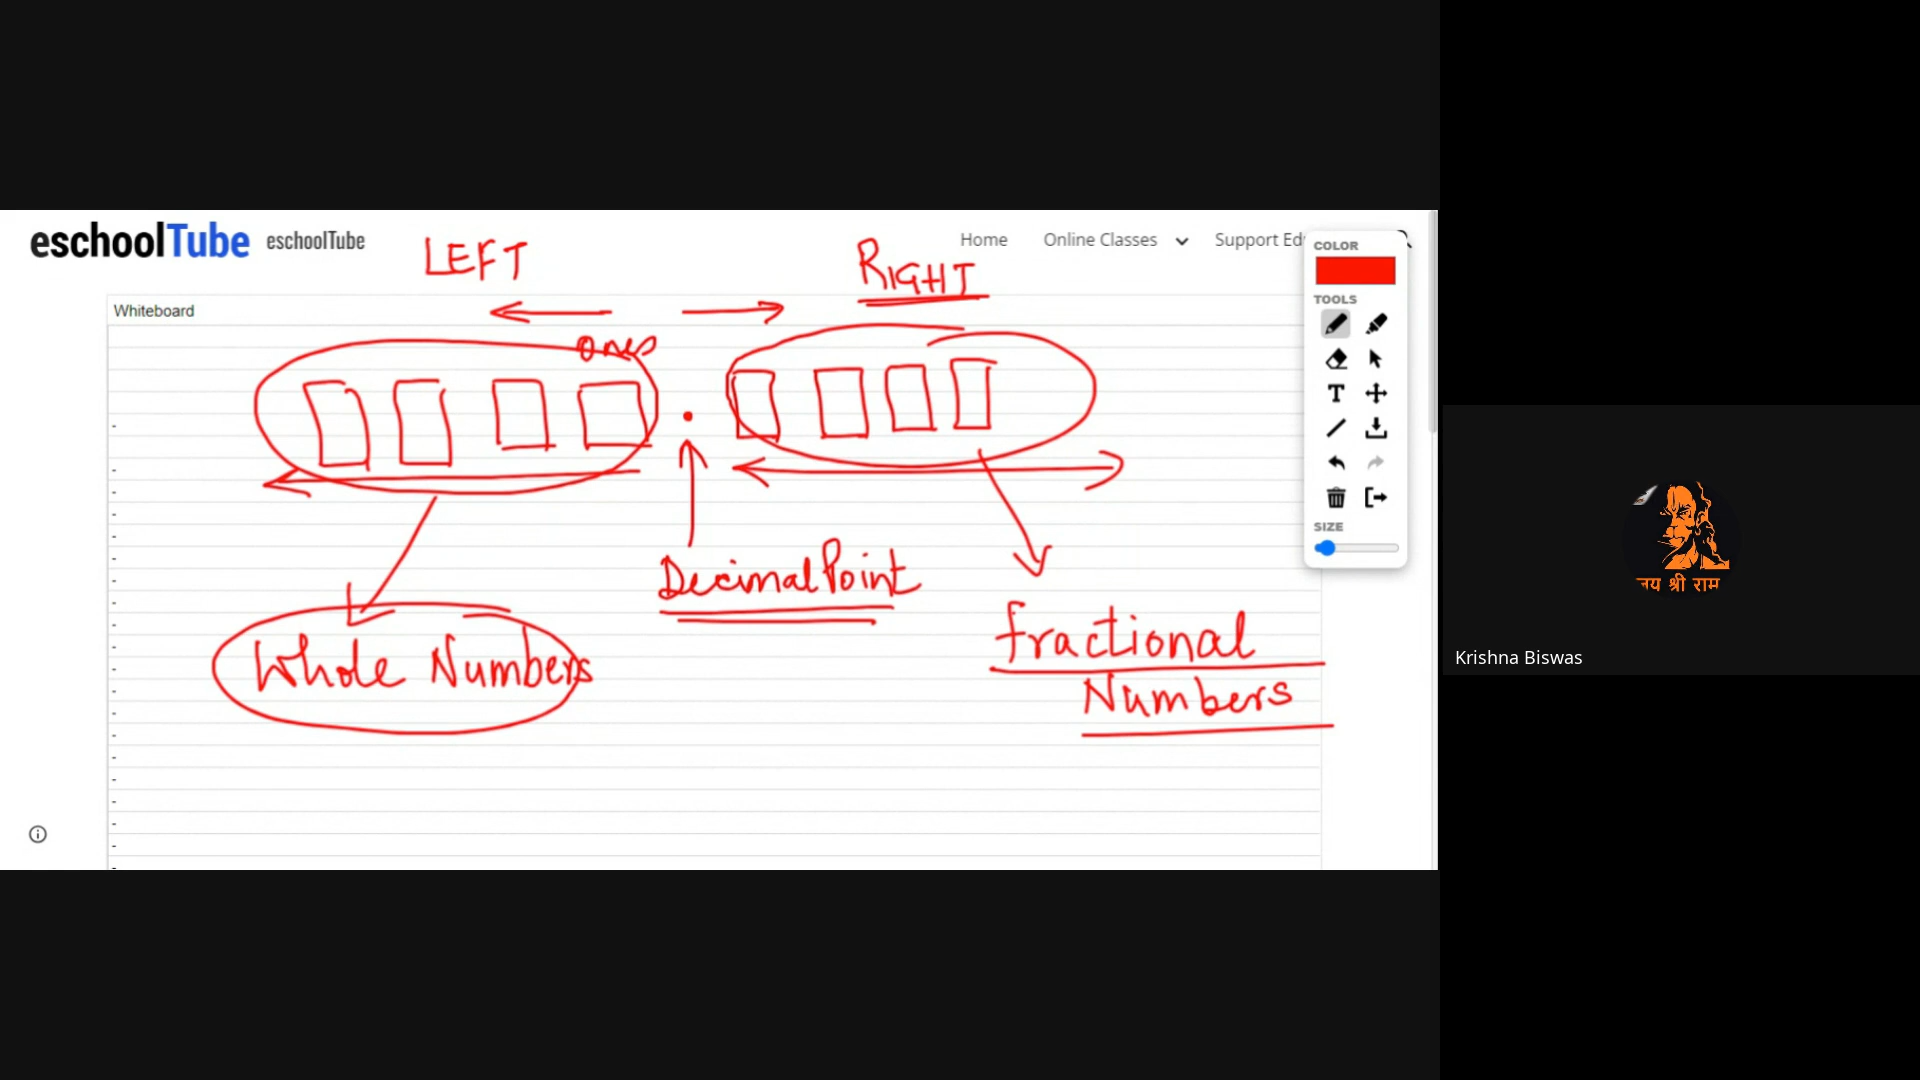 eschoolTube eschoolTube
Home Online Classes Support Ed
LEFT
RIGHT
Whiteboard
ones
Decimal Point
Whole Numbers
fractional
Numbers
COLOR
TOOLS
T
SIZE
जय श्री राम
Krishna Biswas